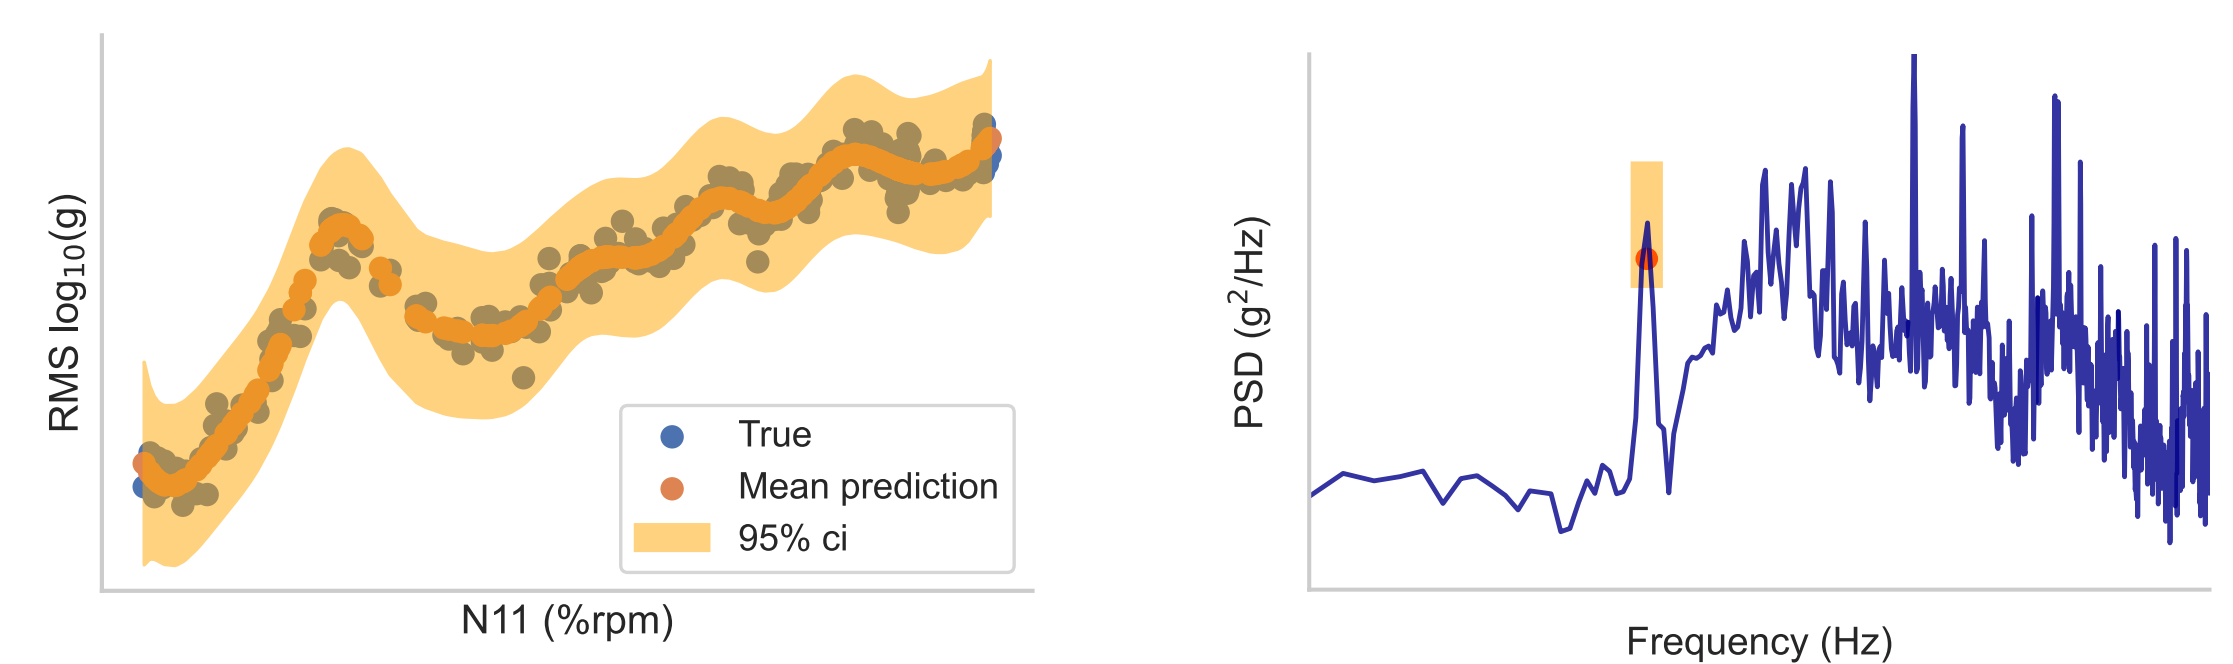 RMS log₁₀(g)
True
Mean prediction
95% ci
N11 (%rpm)
PSD (g²/Hz)
Frequency (Hz)